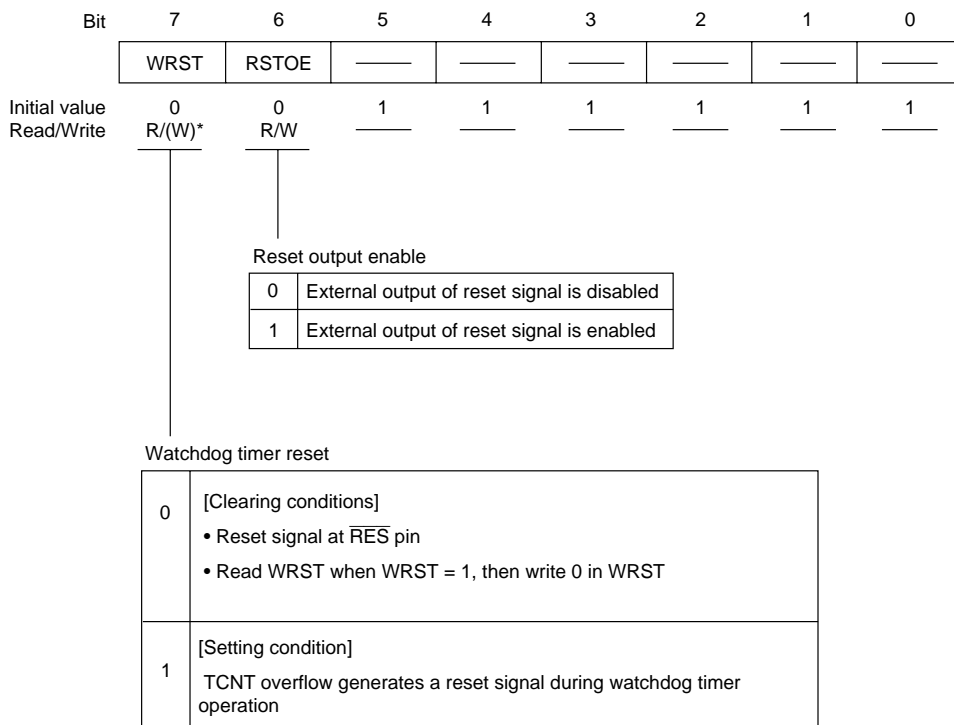 Bit 7 6 5 4 3 2 1 0
WRST RSTOE — — — — — —
Initial value 0 0 1 1 1 1 1 1
Read/Write R/(W)* R/W — — — — — —
Reset output enable
0 External output of reset signal is disabled
1 External output of reset signal is enabled
Watchdog timer reset
0 [Clearing conditions]
• Reset signal at R̅E̅S̅ pin
• Read WRST when WRST = 1, then write 0 in WRST
1 [Setting condition]
TCNT overflow generates a reset signal during watchdog timer
operation